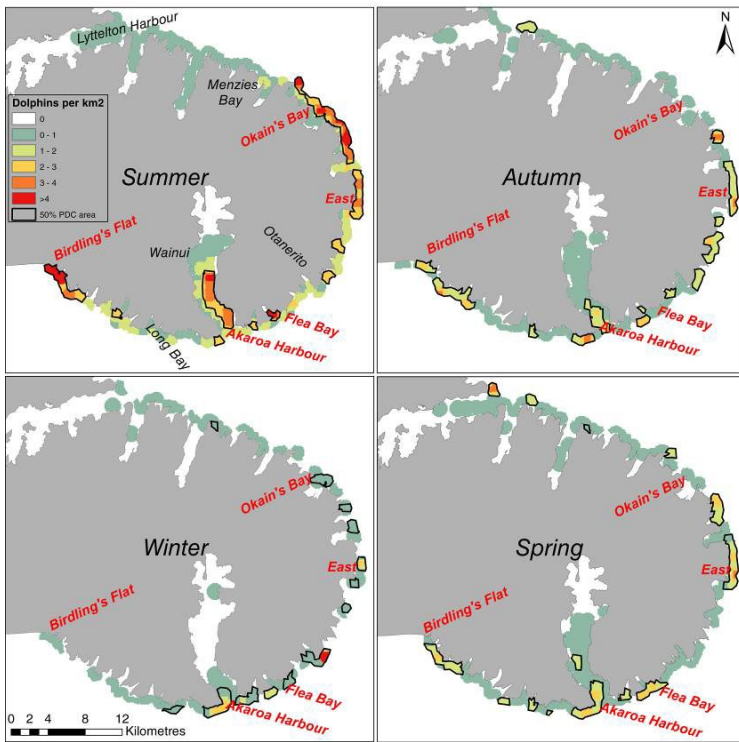 Lyttelton Harbour
Menzies
Bay
Dolphins per km2
0
0 - 1
1 - 2
2 - 3
3 - 4
>4
50% PDC area
Okain's Bay
Summer
East
Birdling's Flat
Wainui
Otanerito
Long Bay
Flea Bay
Akaroa Harbour
N
Okain's Bay
Autumn
East
Birdling's Flat
Flea Bay
Akaroa Harbour
Okain's Bay
Winter
East
Birdling's Flat
Flea Bay
Akaroa Harbour
0 2 4 8 12
Kilometres
Okain's Bay
Spring
East
Birdling's Flat
Flea Bay
Akaroa Harbour